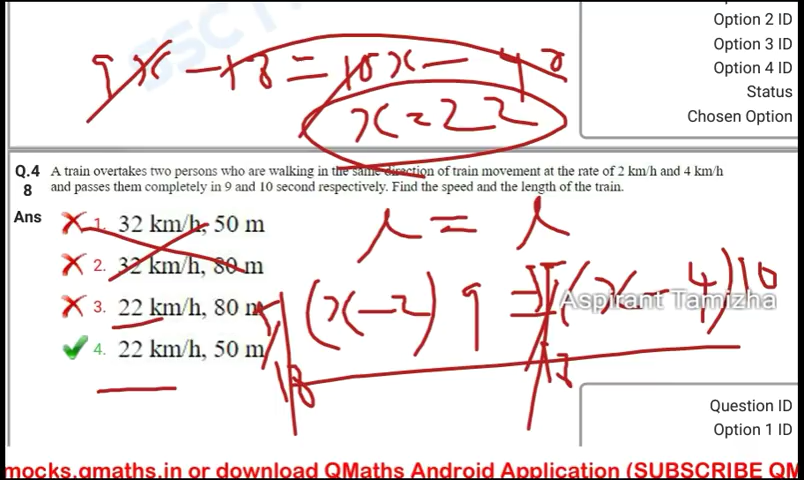 Option 2 ID
Option 3 ID
Option 4 ID
Status
Chosen Option
9x - 18 = 10x - 40
x = 22
Q.4 A train overtakes two persons who are walking in the same direction of train movement at the rate of 2 km/h and 4 km/h
8 and passes them completely in 9 and 10 second respectively. Find the speed and the length of the train.
Ans 1. 32 km/h, 50 m
2. 32 km/h, 80 m
3. 22 km/h, 80 m
4. 22 km/h, 50 m
(x-2) 9 = (x-4) 10
Aspirant Tamizha
18
Question ID
Option 1 ID
mocks.qmaths.in or download QMaths Android Application (SUBSCRIBE QM